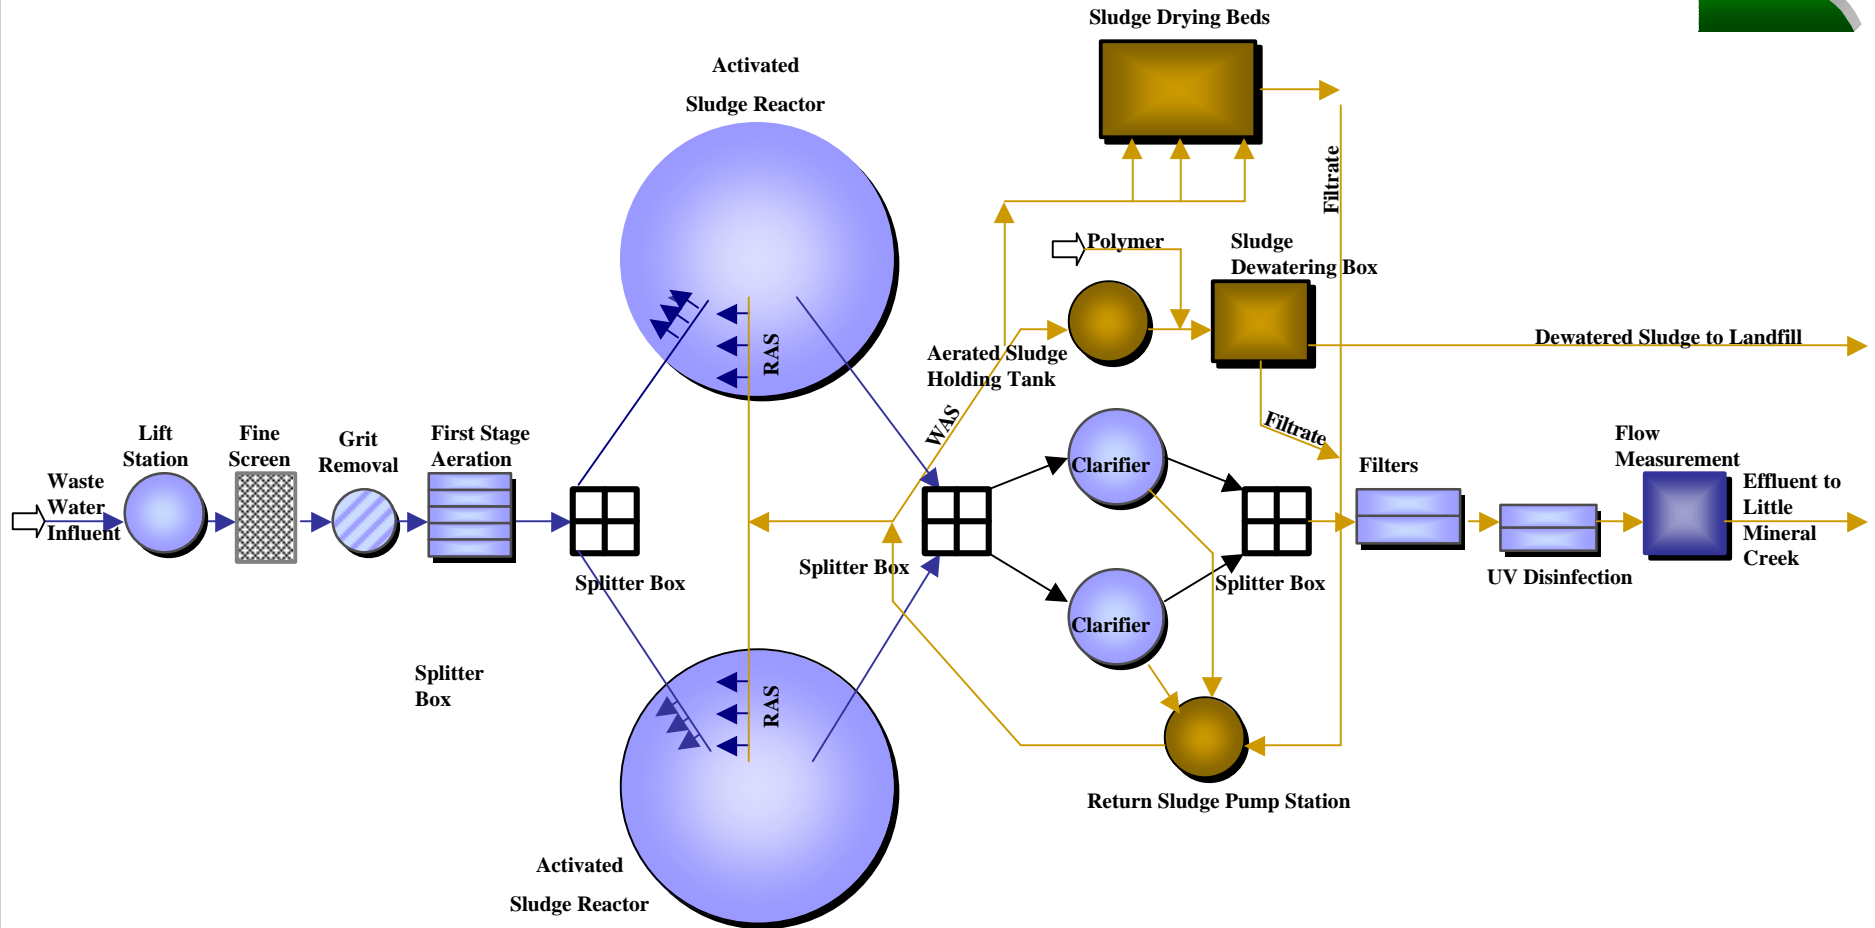 Sludge Drying Beds
Activated
Sludge Reactor
Filtrate
Polymer
Sludge
Dewatering Box
RAS
Aerated Sludge
Holding Tank
Dewatered Sludge to Landfill
WAS
Filtrate
Lift
Station
Fine
Screen
Grit
Removal
First Stage
Aeration
Clarifier
Filters
Flow
Measurement
Waste
Water
Influent
Effluent to
Little
Mineral
Creek
Splitter Box
Splitter Box
Splitter Box
UV Disinfection
Clarifier
Splitter
Box
RAS
Return Sludge Pump Station
Activated
Sludge Reactor